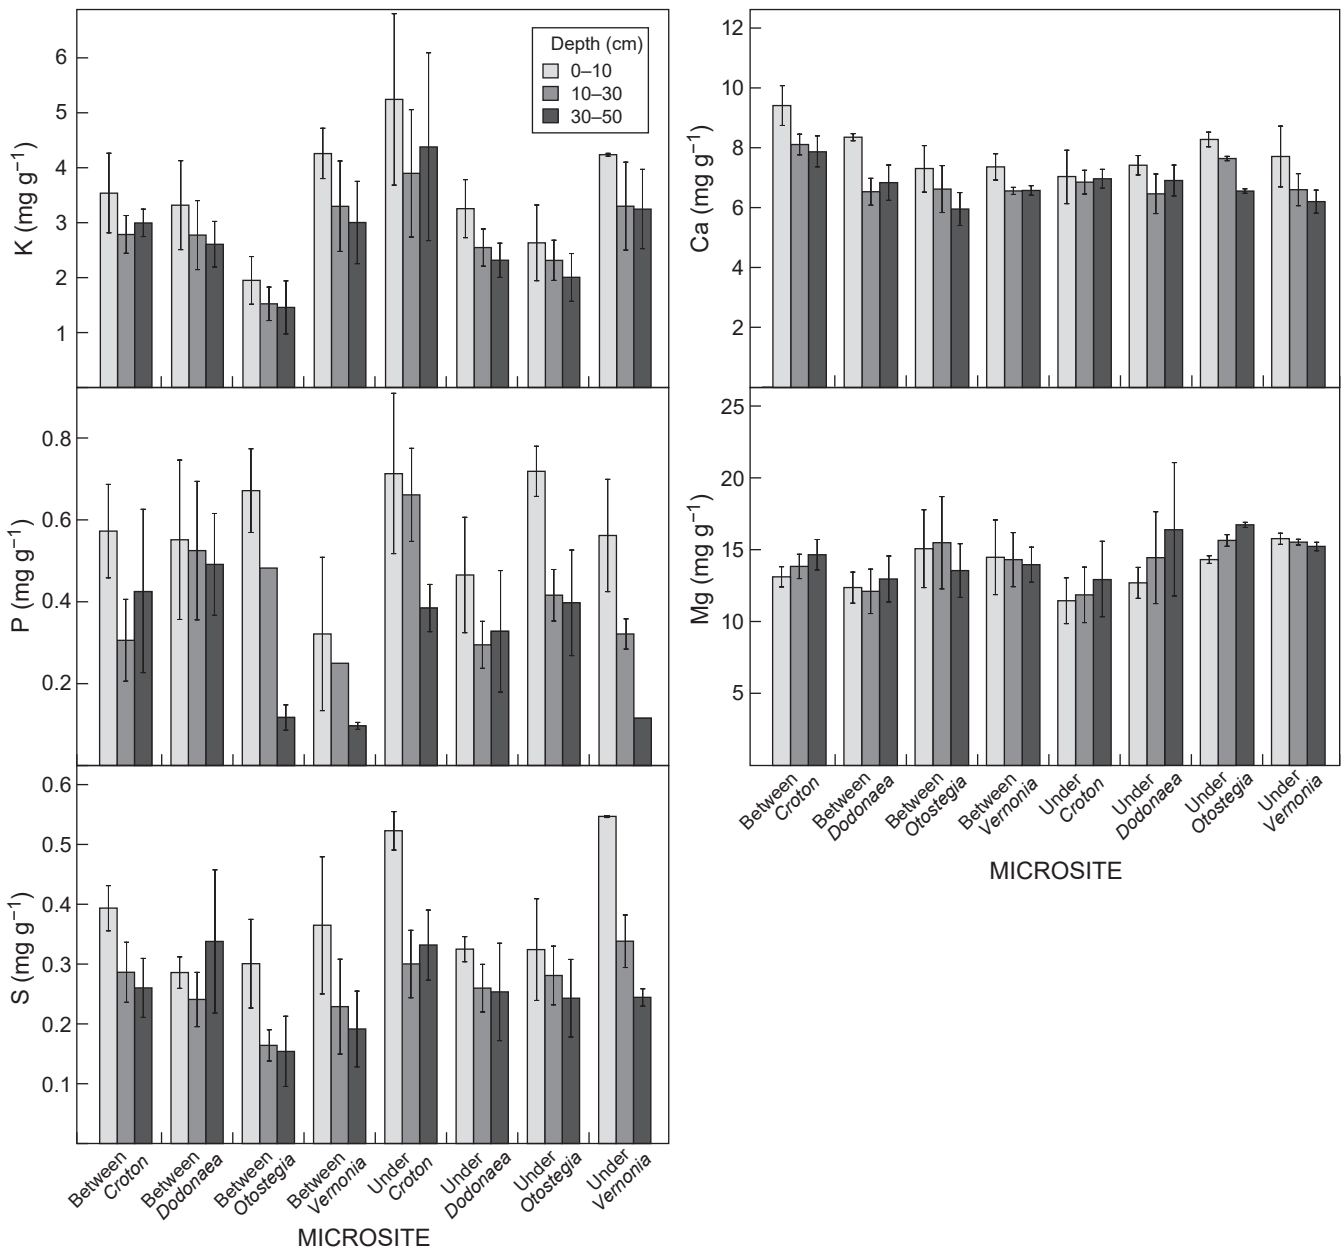 K (mg g⁻¹)
6
5
4
3
2
1
Depth (cm)
0–10
10–30
30–50
P (mg g⁻¹)
0.8
0.6
0.4
0.2
S (mg g⁻¹)
0.6
0.5
0.4
0.3
0.2
0.1
Between
Croton
Between
Dodonaea
Between
Otostegia
Between
Vernonia
Under
Croton
Under
Dodonaea
Under
Otostegia
Under
Vernonia
MICROSITE
Ca (mg g⁻¹)
12
10
8
6
4
2
Mg (mg g⁻¹)
25
20
15
10
5
Between
Croton
Between
Dodonaea
Between
Otostegia
Between
Vernonia
Under
Croton
Under
Dodonaea
Under
Otostegia
Under
Vernonia
MICROSITE